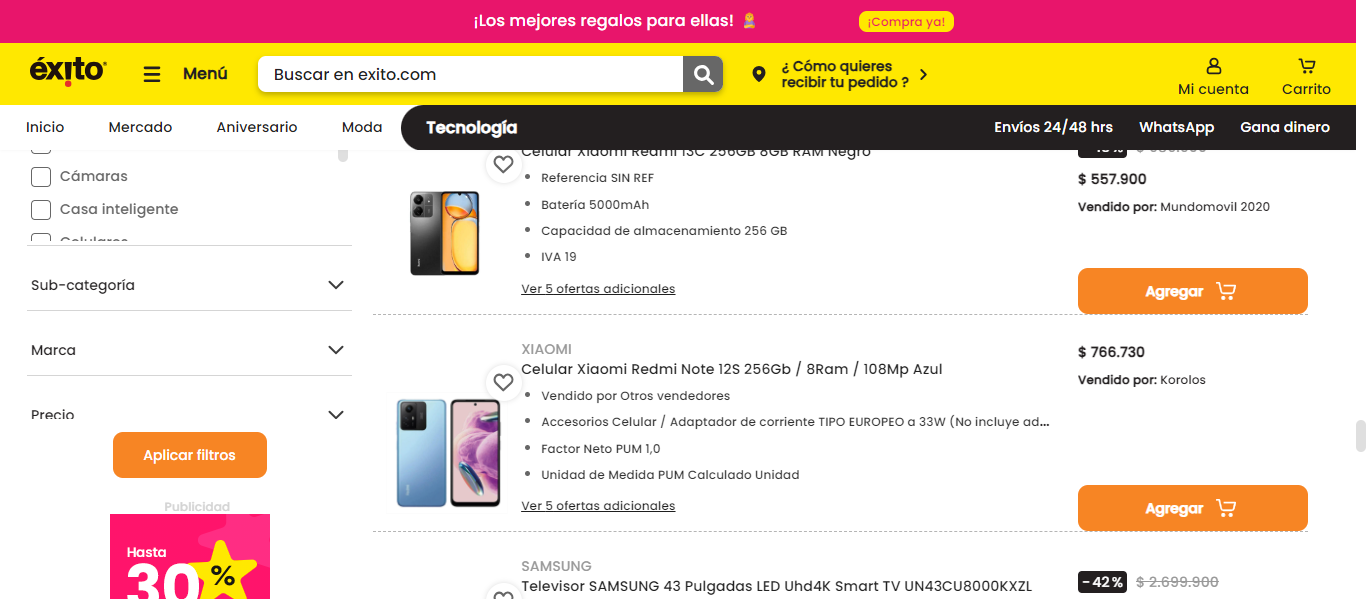 ¡Los mejores regalos para ellas!
¡Compra ya!
éxito
Menú
Buscar en exito.com
¿ Cómo quieres
recibir tu pedido ?
Mi cuenta
Carrito
Inicio
Mercado
Aniversario
Moda
Tecnología
Envíos 24/48 hrs
WhatsApp
Gana dinero
Cámaras
Casa inteligente
Celulares
Sub-categoría
Marca
Precio
Aplicar filtros
Publicidad
Hasta
30%
Celular Xiaomi Redmi 13C 256GB 8GB RAM Negro
Referencia SIN REF
Batería 5000mAh
Capacidad de almacenamiento 256 GB
IVA 19
Ver 5 ofertas adicionales
$ 557.900
Vendido por: Mundomovil 2020
Agregar
XIAOMI
Celular Xiaomi Redmi Note 12S 256Gb / 8Ram / 108Mp Azul
Vendido por Otros vendedores
Accesorios Celular / Adaptador de corriente TIPO EUROPEO a 33W (No incluye ad...
Factor Neto PUM 1,0
Unidad de Medida PUM Calculado Unidad
Ver 5 ofertas adicionales
$ 766.730
Vendido por: Korolos
Agregar
SAMSUNG
Televisor SAMSUNG 43 Pulgadas LED Uhd4K Smart TV UN43CU8000KXZL
-42% $ 2.699.900